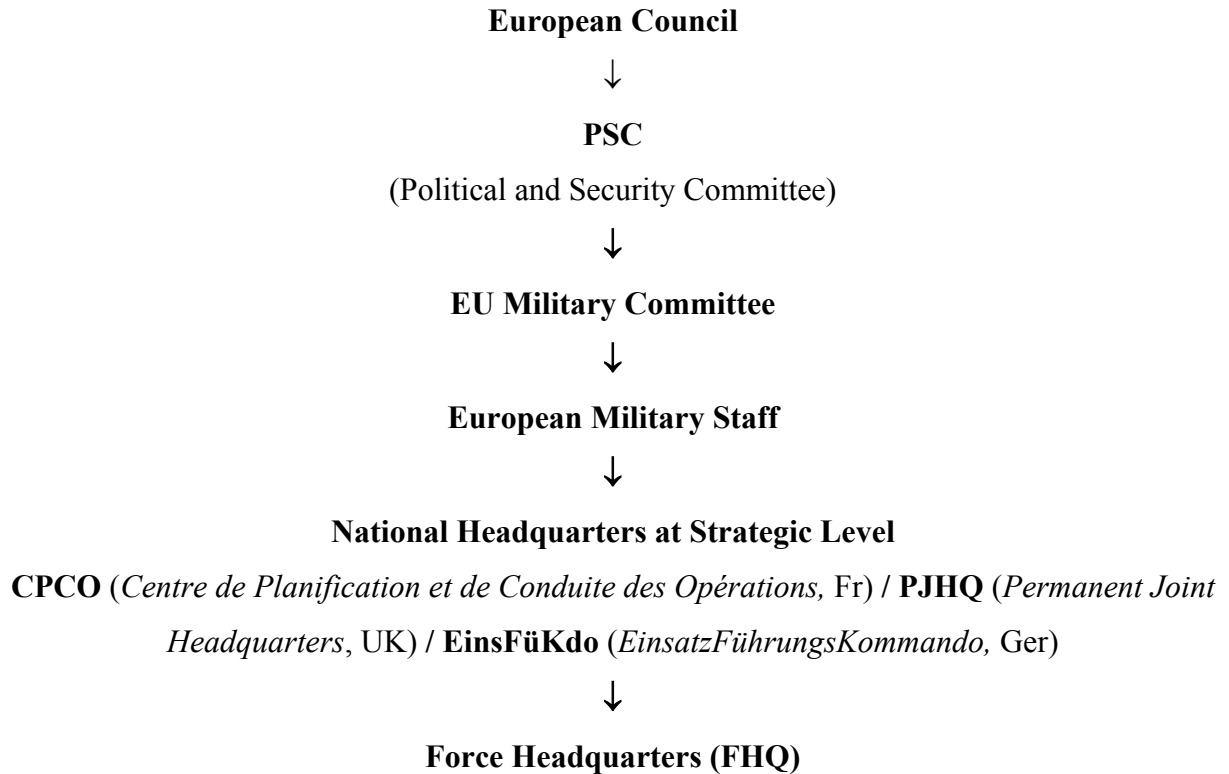 European Council
↓
PSC
(Political and Security Committee)
↓
EU Military Committee
↓
European Military Staff
↓
National Headquarters at Strategic Level
CPCO (Centre de Planification et de Conduite des Opérations, Fr) / PJHQ (Permanent Joint
Headquarters, UK) / EinsFüKdo (EinsatzFührungsKommando, Ger)
↓
Force Headquarters (FHQ)